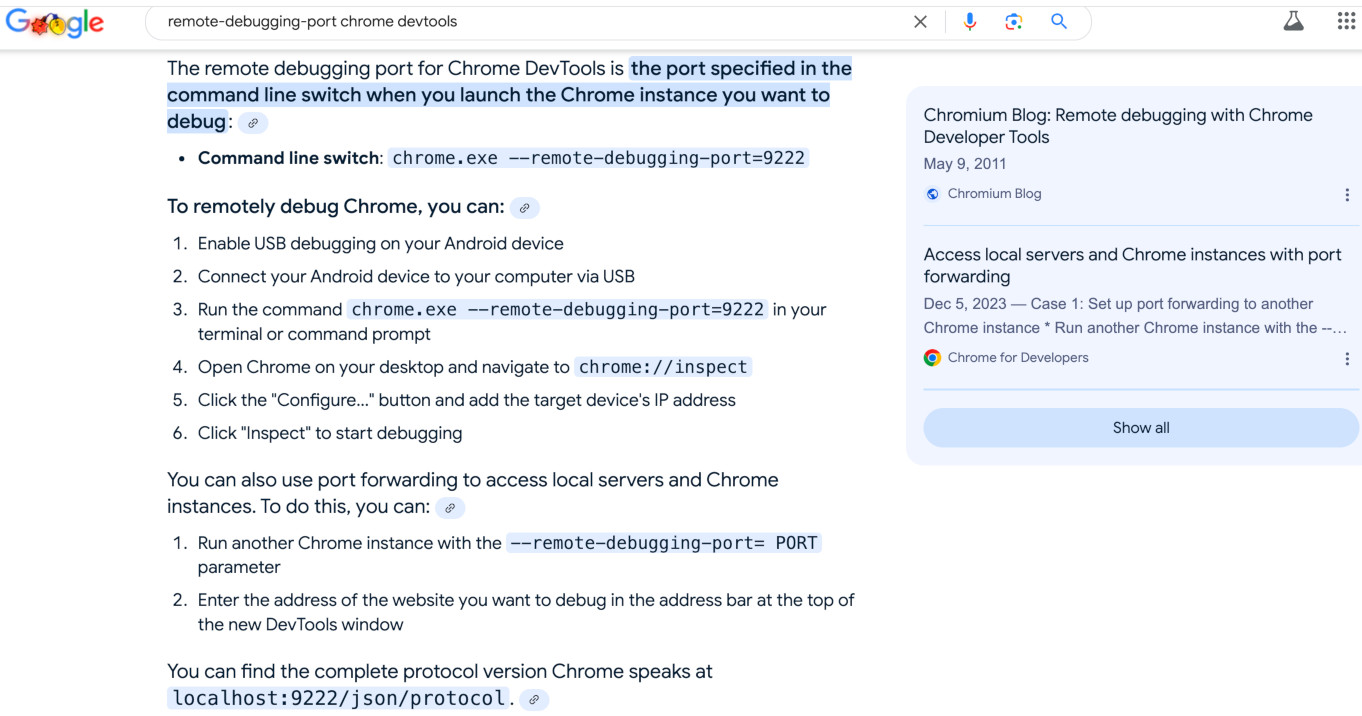 Google
remote-debugging-port chrome devtools
The remote debugging port for Chrome DevTools is the port specified in the
command line switch when you launch the Chrome instance you want to
debug:
• Command line switch: chrome.exe --remote-debugging-port=9222
To remotely debug Chrome, you can:
1. Enable USB debugging on your Android device
2. Connect your Android device to your computer via USB
3. Run the command chrome.exe --remote-debugging-port=9222 in your
terminal or command prompt
4. Open Chrome on your desktop and navigate to chrome://inspect
5. Click the "Configure..." button and add the target device's IP address
6. Click "Inspect" to start debugging
You can also use port forwarding to access local servers and Chrome
instances. To do this, you can:
1. Run another Chrome instance with the --remote-debugging-port= PORT
parameter
2. Enter the address of the website you want to debug in the address bar at the top of
the new DevTools window
You can find the complete protocol version Chrome speaks at
localhost:9222/json/protocol.
Chromium Blog: Remote debugging with Chrome
Developer Tools
May 9, 2011
Chromium Blog
Access local servers and Chrome instances with port
forwarding
Dec 5, 2023 — Case 1: Set up port forwarding to another
Chrome instance * Run another Chrome instance with the --...
Chrome for Developers
Show all